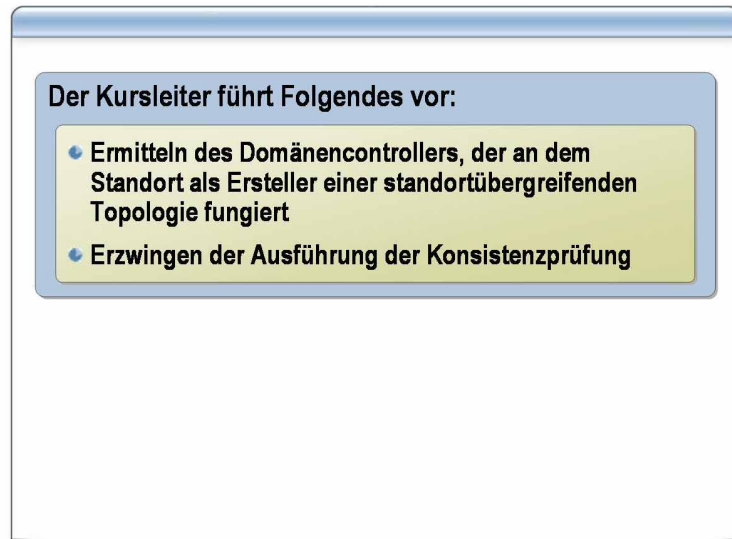 Der Kursleiter führt Folgendes vor:
Ermitteln des Domänencontrollers, der an dem
Standort als Ersteller einer standortübergreifenden
Topologie fungiert
Erzwingen der Ausführung der Konsistenzprüfung